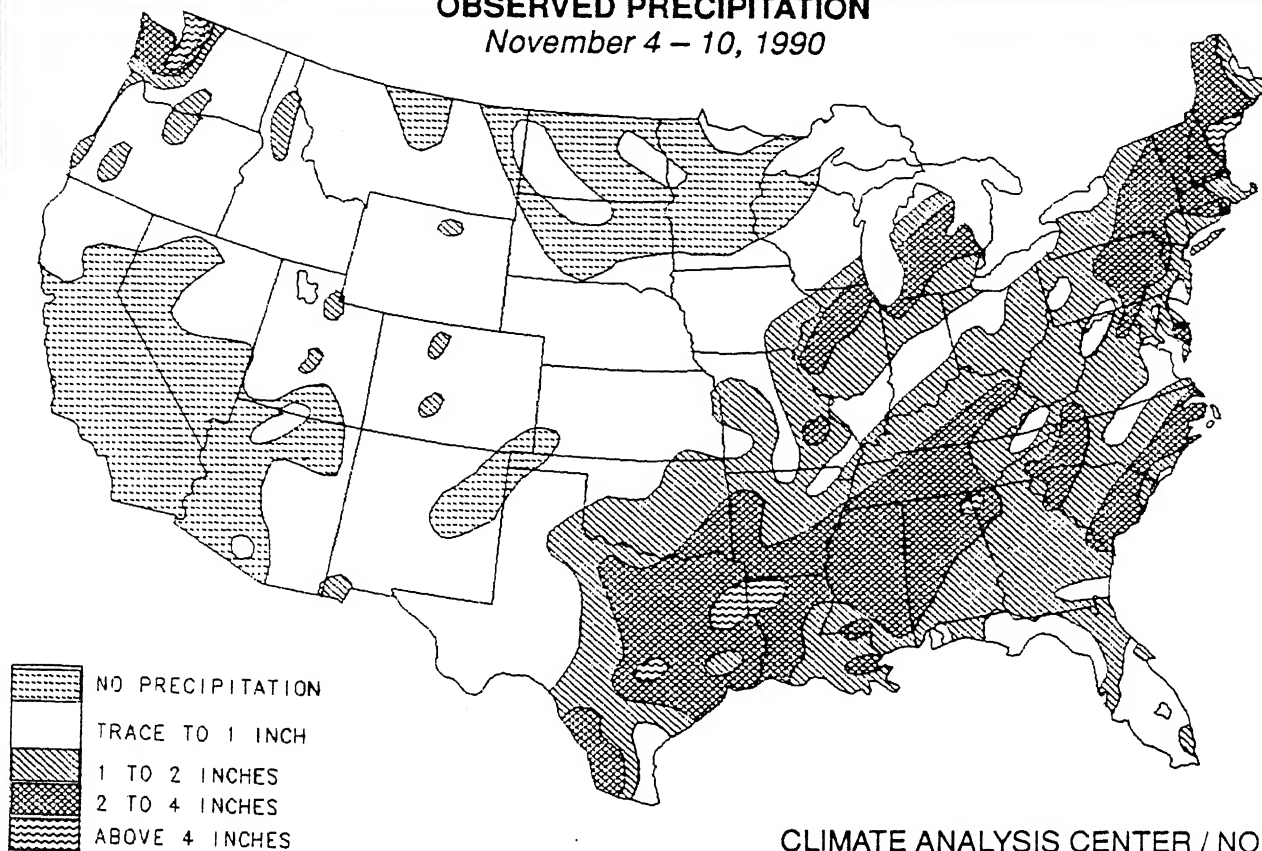 OBSERVED PRECIPITATION
November 4 – 10, 1990
NO PRECIPITATION
TRACE TO 1 INCH
1 TO 2 INCHES
2 TO 4 INCHES
ABOVE 4 INCHES
CLIMATE ANALYSIS CENTER / NO